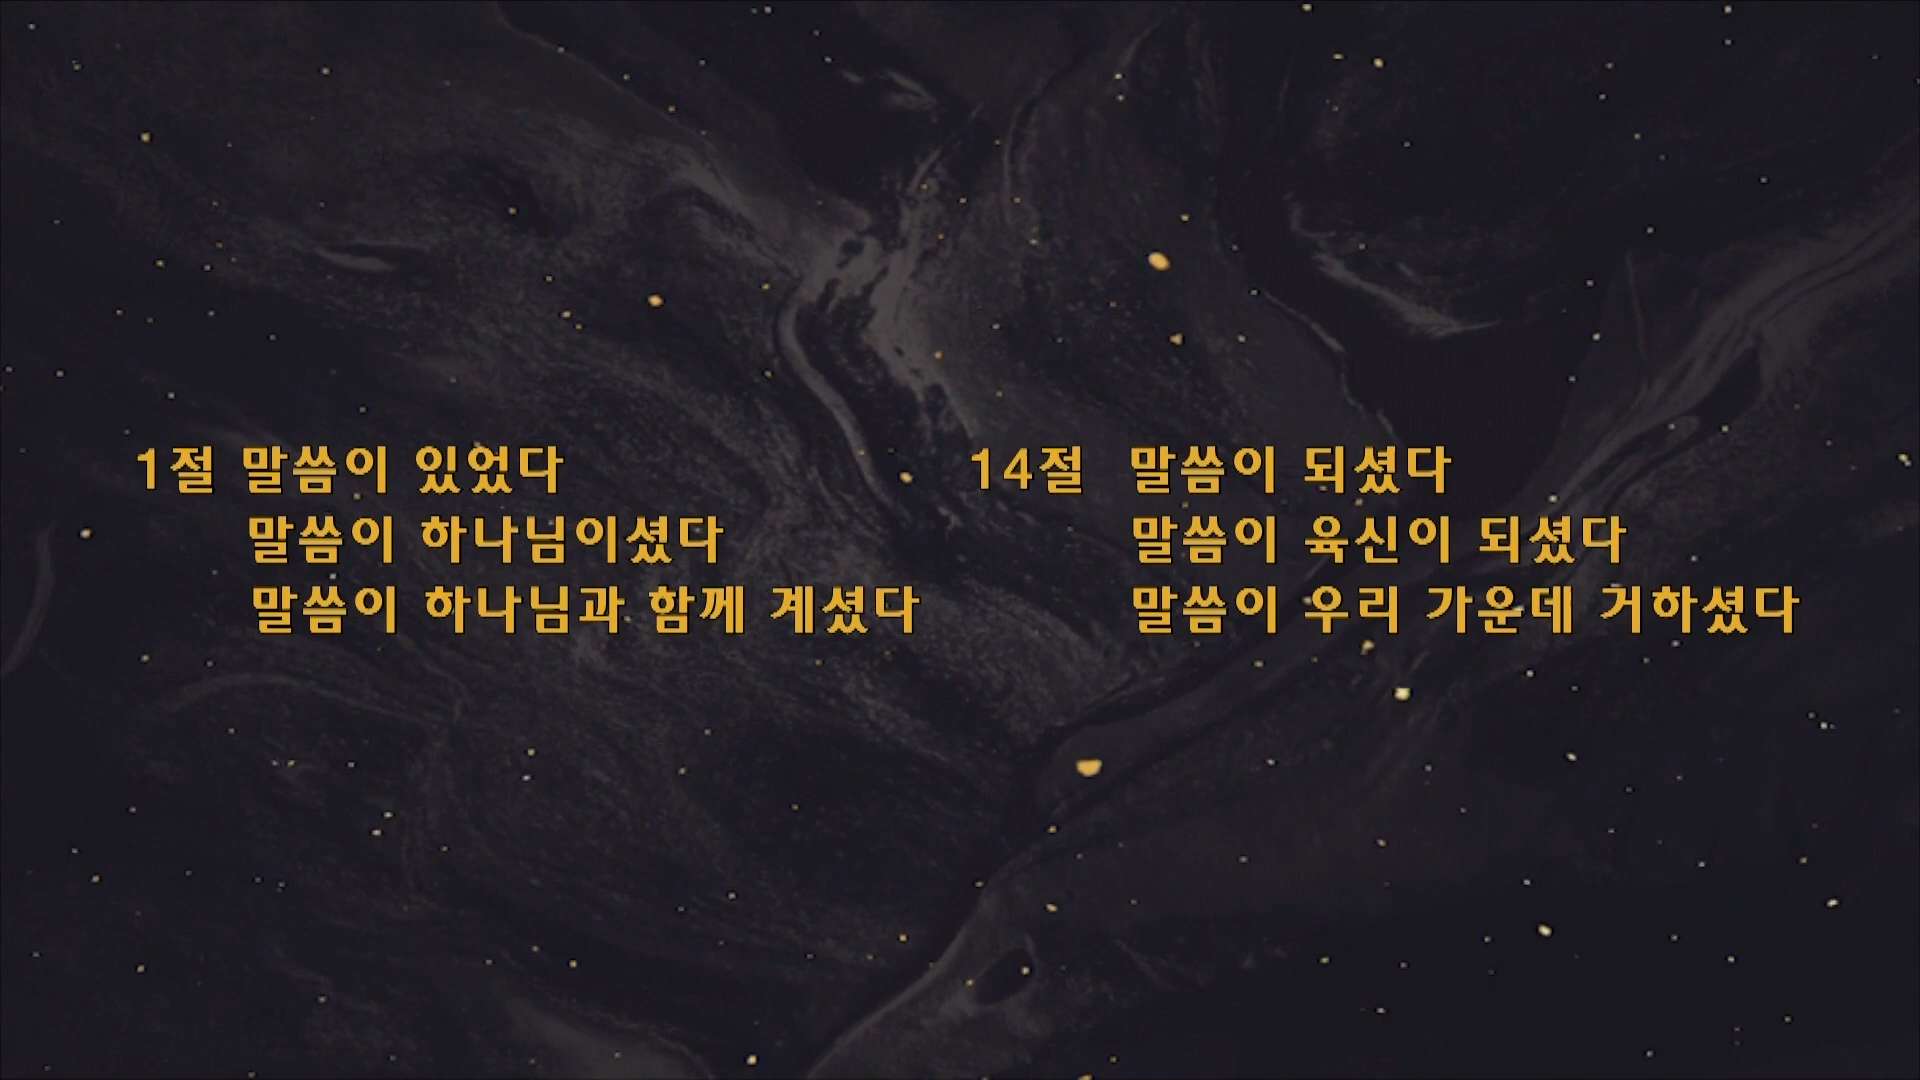 1절 말씀이 있었다
말씀이 하나님이셨다
말씀이 하나님과 함께 계셨다
14절 말씀이 되셨다
말씀이 육신이 되셨다
말씀이 우리 가운데 거하셨다